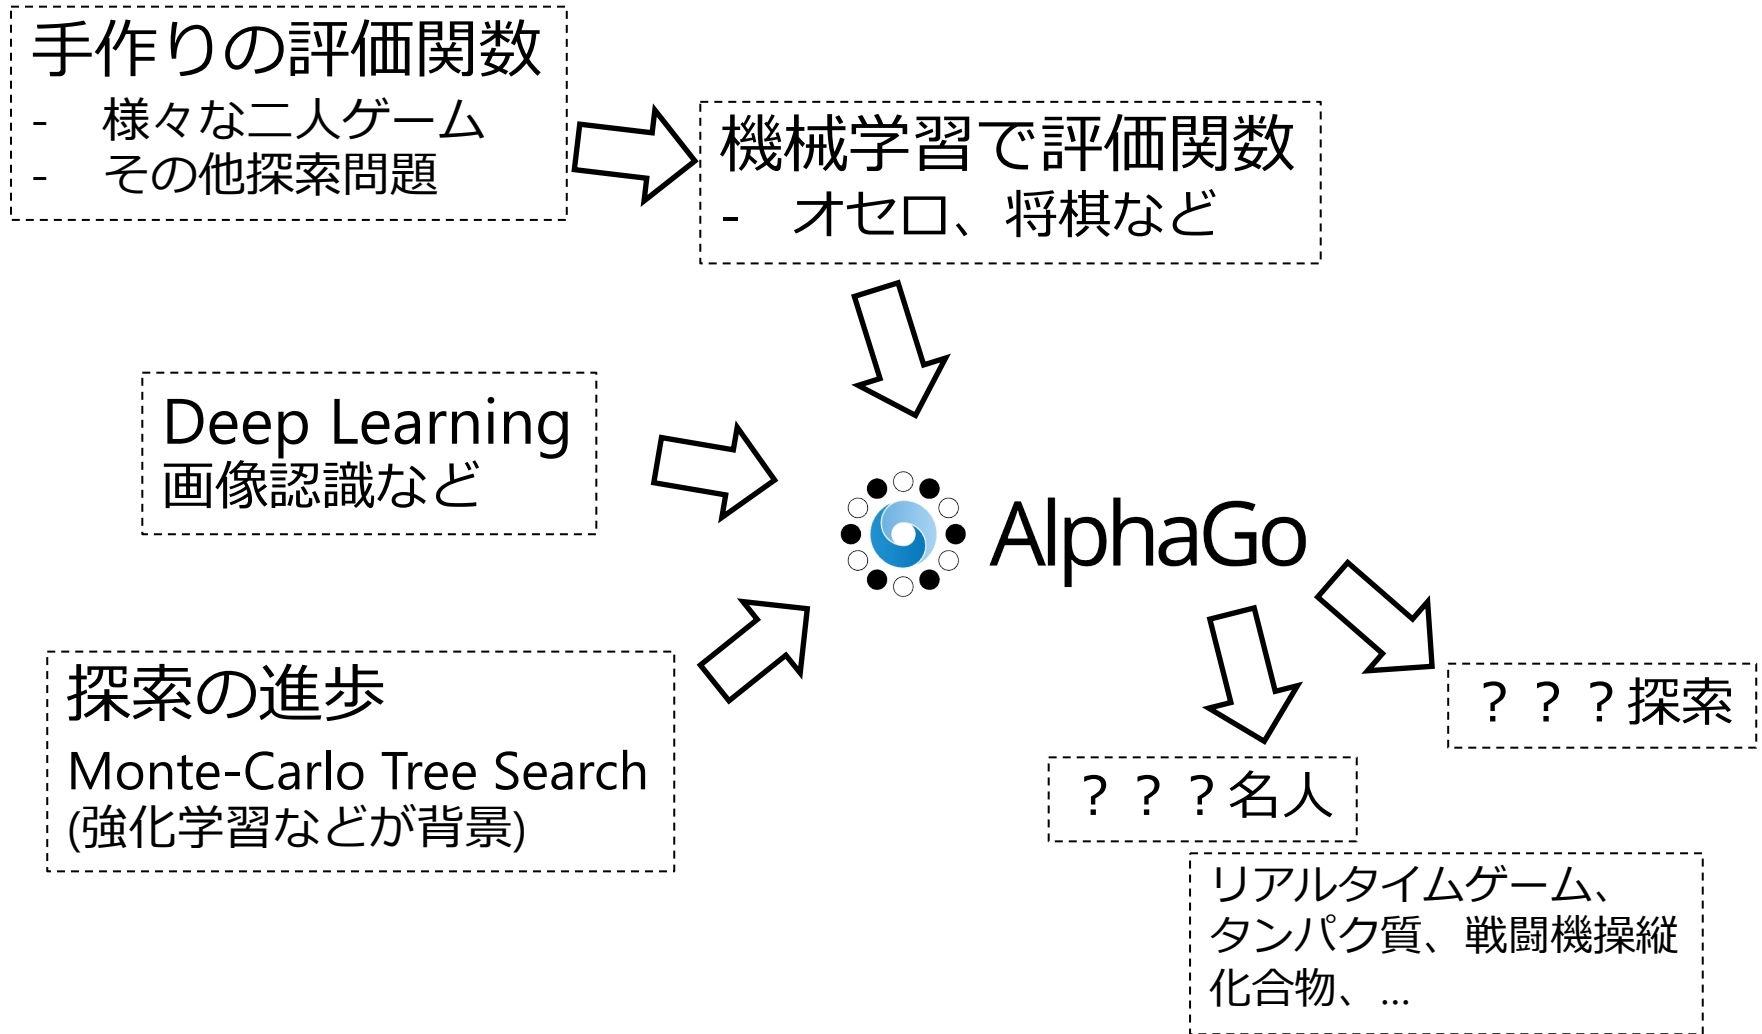 手作りの評価関数
- 様々な二人ゲーム
- その他探索問題
機械学習で評価関数
- オセロ、将棋など
Deep Learning
画像認識など
AlphaGo
探索の進歩
Monte-Carlo Tree Search
(強化学習などが背景)
？？？探索
？？？名人
リアルタイムゲーム、
タンパク質、戦闘機操縦
化合物、...